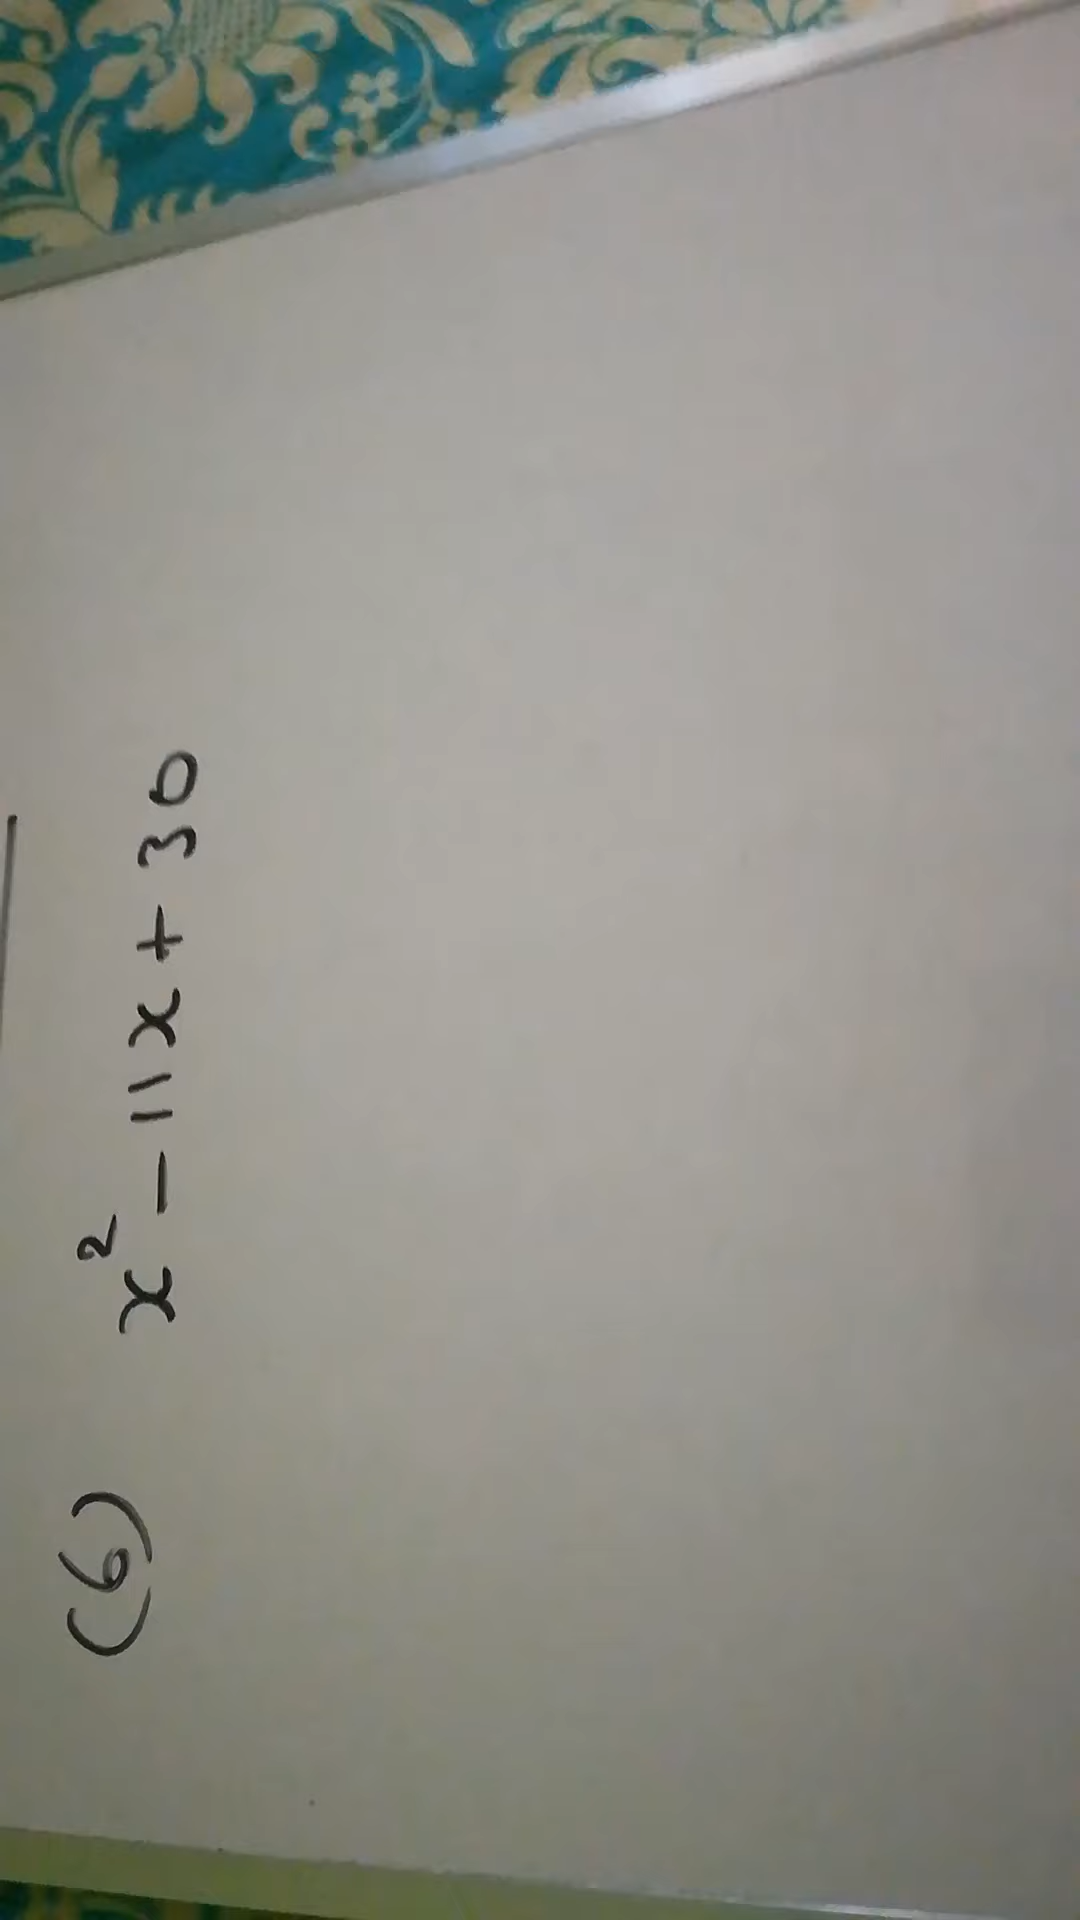 (6) x² - 11x + 30